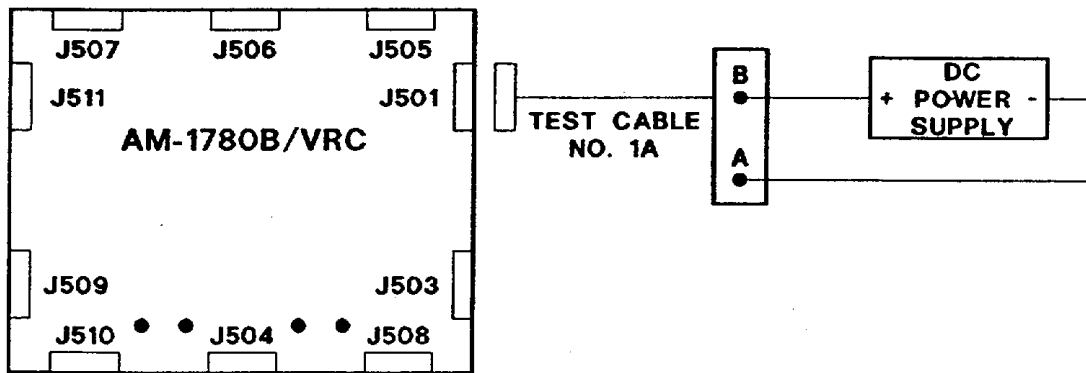 J507 J506 J505
J511 J501
AM-1780B/VRC
J509 J503
J510 J504 J508
TEST CABLE
NO. 1A
B
A
+ DC POWER SUPPLY -